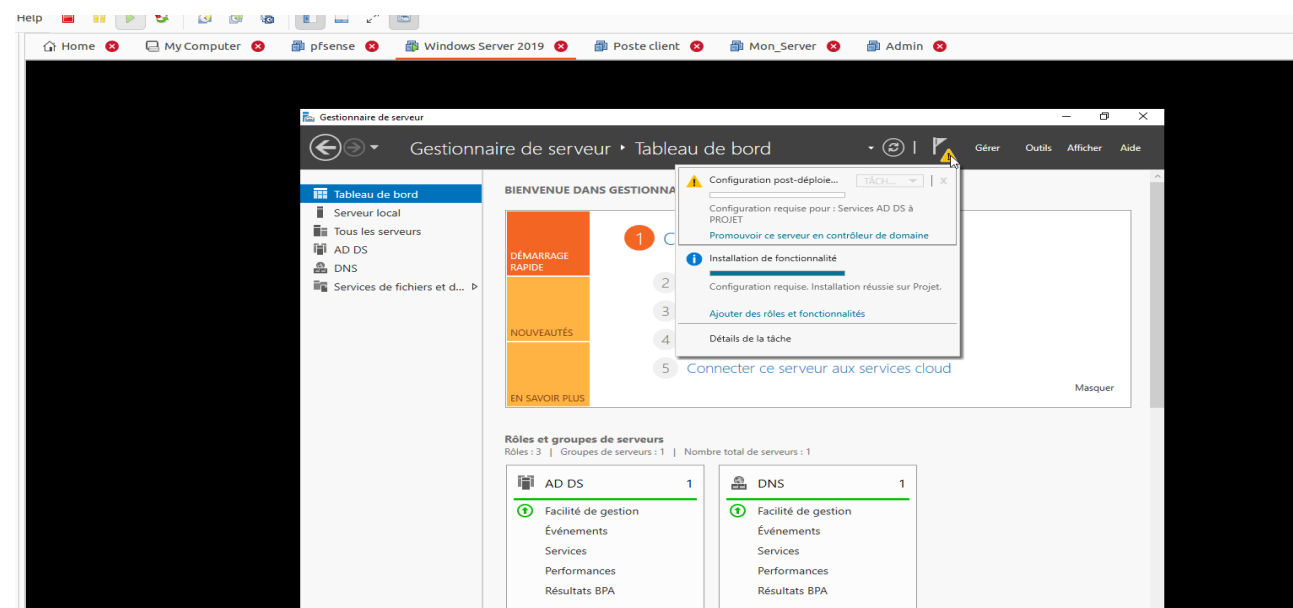 Help
Home
My Computer
pfsense
Windows Server 2019
Poste client
Mon_Server
Admin
Gestionnaire de serveur
Gestionnaire de serveur ‣ Tableau de bord
Gérer
Outils
Afficher
Aide
Tableau de bord
Serveur local
Tous les serveurs
AD DS
DNS
Services de fichiers et d...
BIENVENUE DANS GESTIONNA
DÉMARRAGE
RAPIDE
NOUVEAUTÉS
EN SAVOIR PLUS
1 C
2
3
4
5 Connecter ce serveur aux services cloud
Masquer
Configuration post-déploie...
TÂCH...
X
Configuration requise pour : Services AD DS à
PROJET
Promouvoir ce serveur en contrôleur de domaine
Installation de fonctionnalité
Configuration requise. Installation réussie sur Projet.
Ajouter des rôles et fonctionnalités
Détails de la tâche
Rôles et groupes de serveurs
Rôles : 3 | Groupes de serveurs : 1 | Nombre total de serveurs : 1
AD DS 1
Facilité de gestion
Événements
Services
Performances
Résultats BPA
DNS 1
Facilité de gestion
Événements
Services
Performances
Résultats BPA